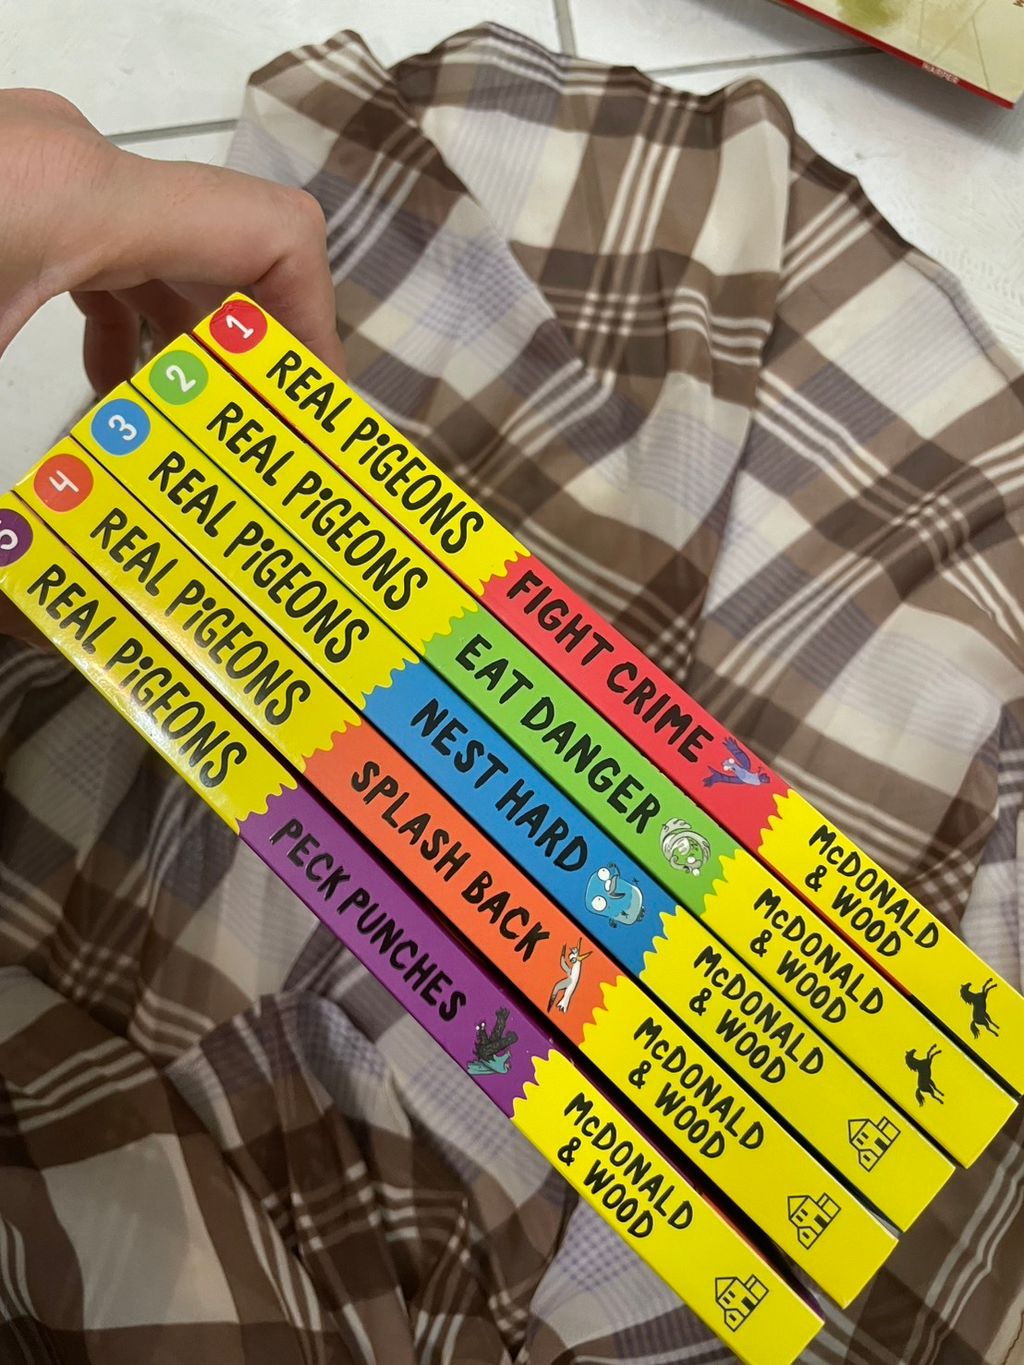 HARPER
1 REAL PiGEONS FIGHT CRIME McDONALD
& WOOD
2 REAL PiGEONS EAT DANGER McDONALD
& WOOD
3 REAL PiGEONS NEST HARD McDONALD
& WOOD
4 REAL PiGEONS SPLASH BACK McDONALD
& WOOD
5 REAL PiGEONS PECK PUNCHES McDONALD
& WOOD